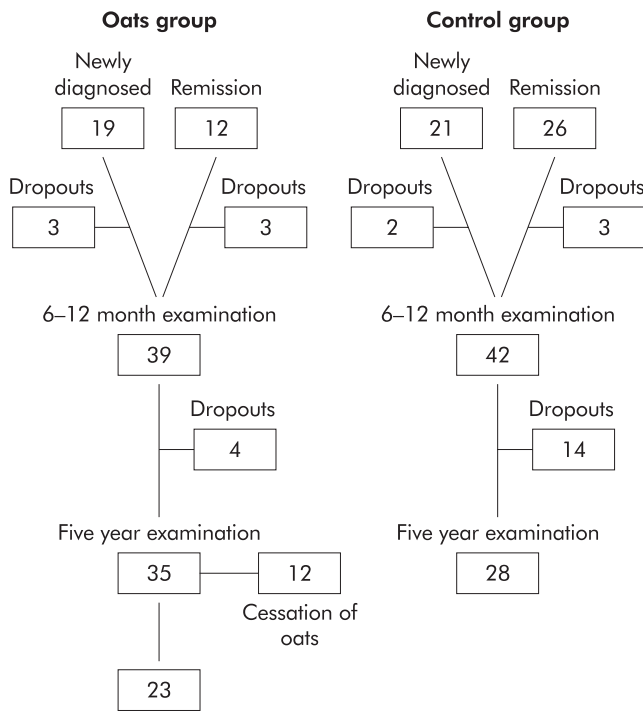 Oats group
Newly diagnosed
Remission
19
12
Dropouts
Dropouts
3
3
6–12 month examination
39
Dropouts
4
Five year examination
35
12
Cessation of
oats
23
Control group
Newly diagnosed
Remission
21
26
Dropouts
Dropouts
2
3
6–12 month examination
42
Dropouts
14
Five year examination
28